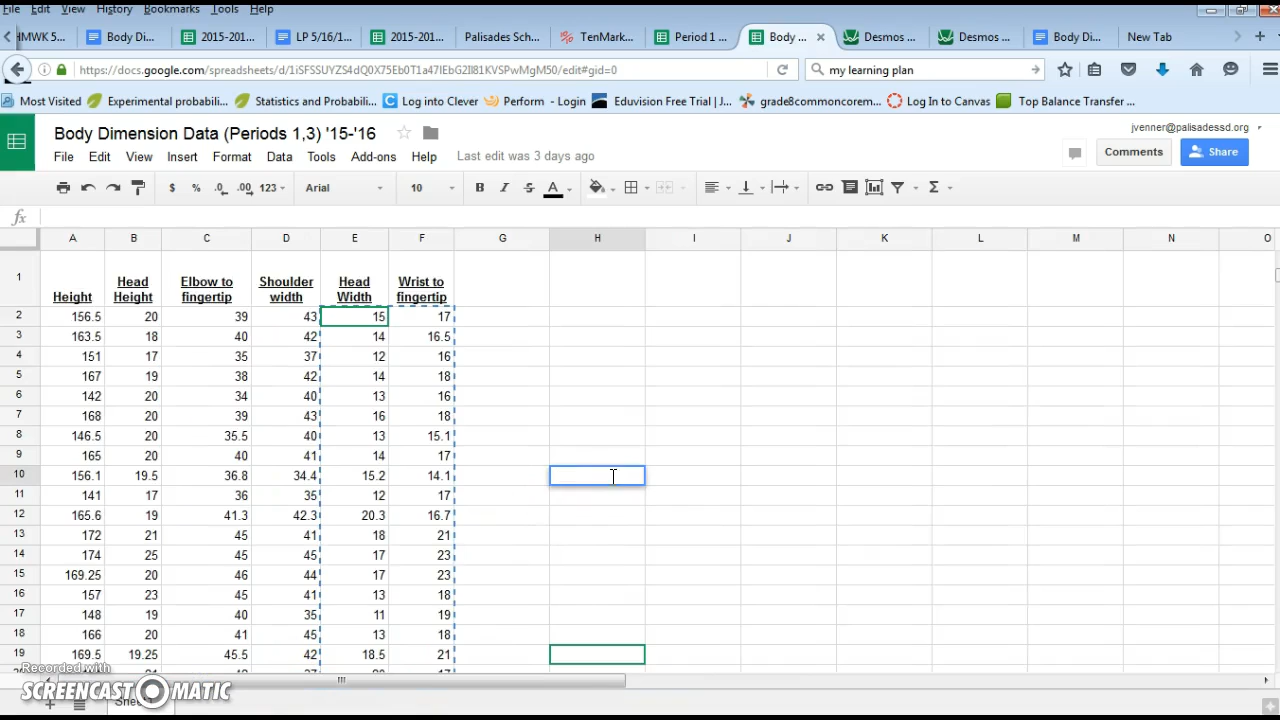 File Edit View History Bookmarks Tools Help
HMWK 5... Body Di... 2015-201... LP 5/16/1... 2015-201... Palisades Sch... TenMark... Period 1 ... Body ... Desmos ... Desmos ... Body Di... New Tab
https://docs.google.com/spreadsheets/d/1iSFSSUYZS4dQ0X75Eb0T1a47IEbG2Il81KVSPwMgM50/edit#gid=0 my learning plan
Most Visited Experimental probabili... Statistics and Probabili... Log into Clever Perform - Login Eduvision Free Trial | J... grade8commoncorem... Log In to Canvas Top Balance Transfer ...
jvenner@palisadessd.org
Body Dimension Data (Periods 1,3) '15-'16
Comments Share
File Edit View Insert Format Data Tools Add-ons Help Last edit was 3 days ago
$ % .0 .00 123 Arial 10 B I S A Σ
fx
A B C D E F G H I J K L M N O
1 Height Head Height Elbow to fingertip Shoulder width Head Width Wrist to fingertip
2 156.5 20 39 43 15 17
3 163.5 18 40 42 14 16.5
4 151 17 35 37 12 16
5 167 19 38 42 14 18
6 142 20 34 40 13 16
7 168 20 39 43 16 18
8 146.5 20 35.5 40 13 15.1
9 165 20 40 41 14 17
10 156.1 19.5 36.8 34.4 15.2 14.1
11 141 17 36 35 12 17
12 165.6 19 41.3 42.3 20.3 16.7
13 172 21 45 41 18 21
14 174 25 45 45 17 23
15 169.25 20 46 44 17 23
16 157 23 45 41 13 18
17 148 19 40 35 11 19
18 166 20 41 45 13 18
19 169.5 19.25 45.5 42 18.5 21
Recorded with
SCREENCAST MATIC